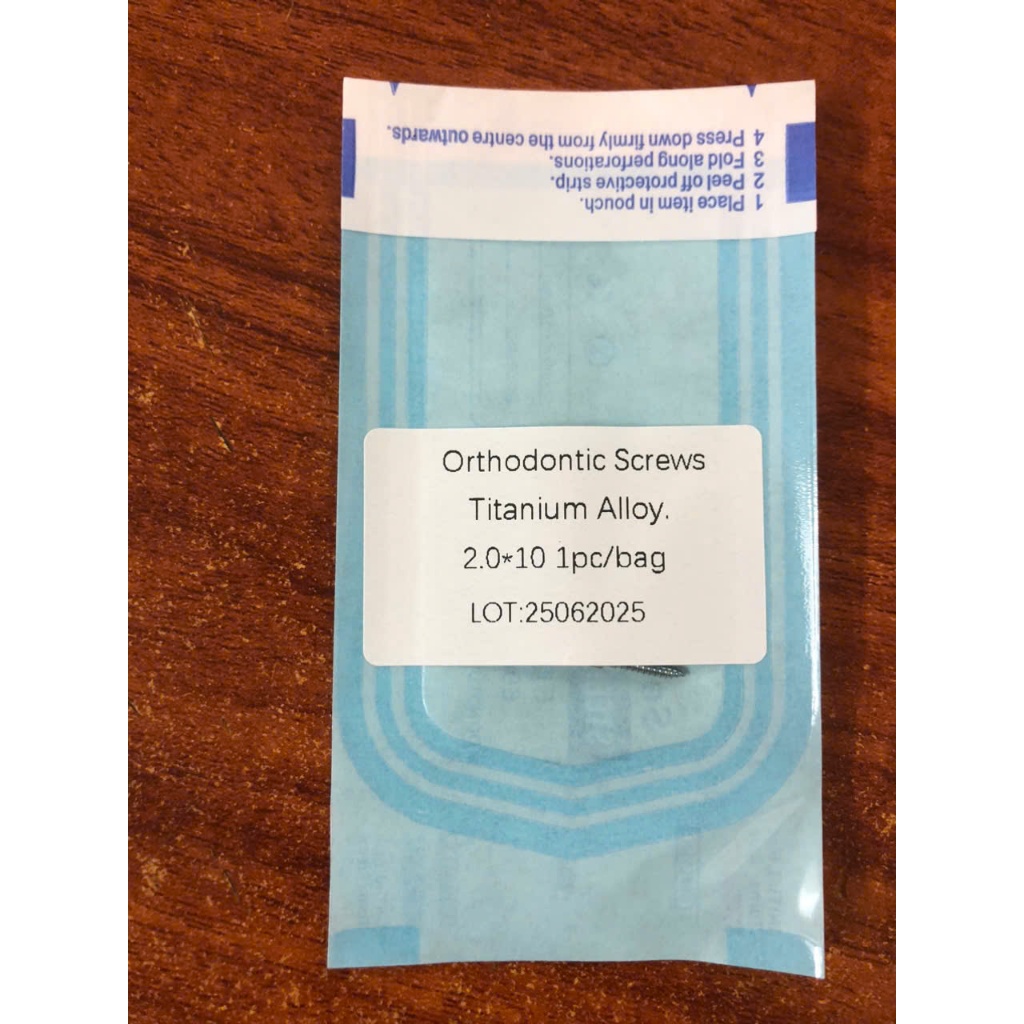 4 Press down firmly from the centre outwards.
3 Fold along perforations.
2 Peel off protective strip.
1 Place item in pouch.
Orthodontic Screws
Titanium Alloy.
2.0*10 1pc/bag
LOT:25062025